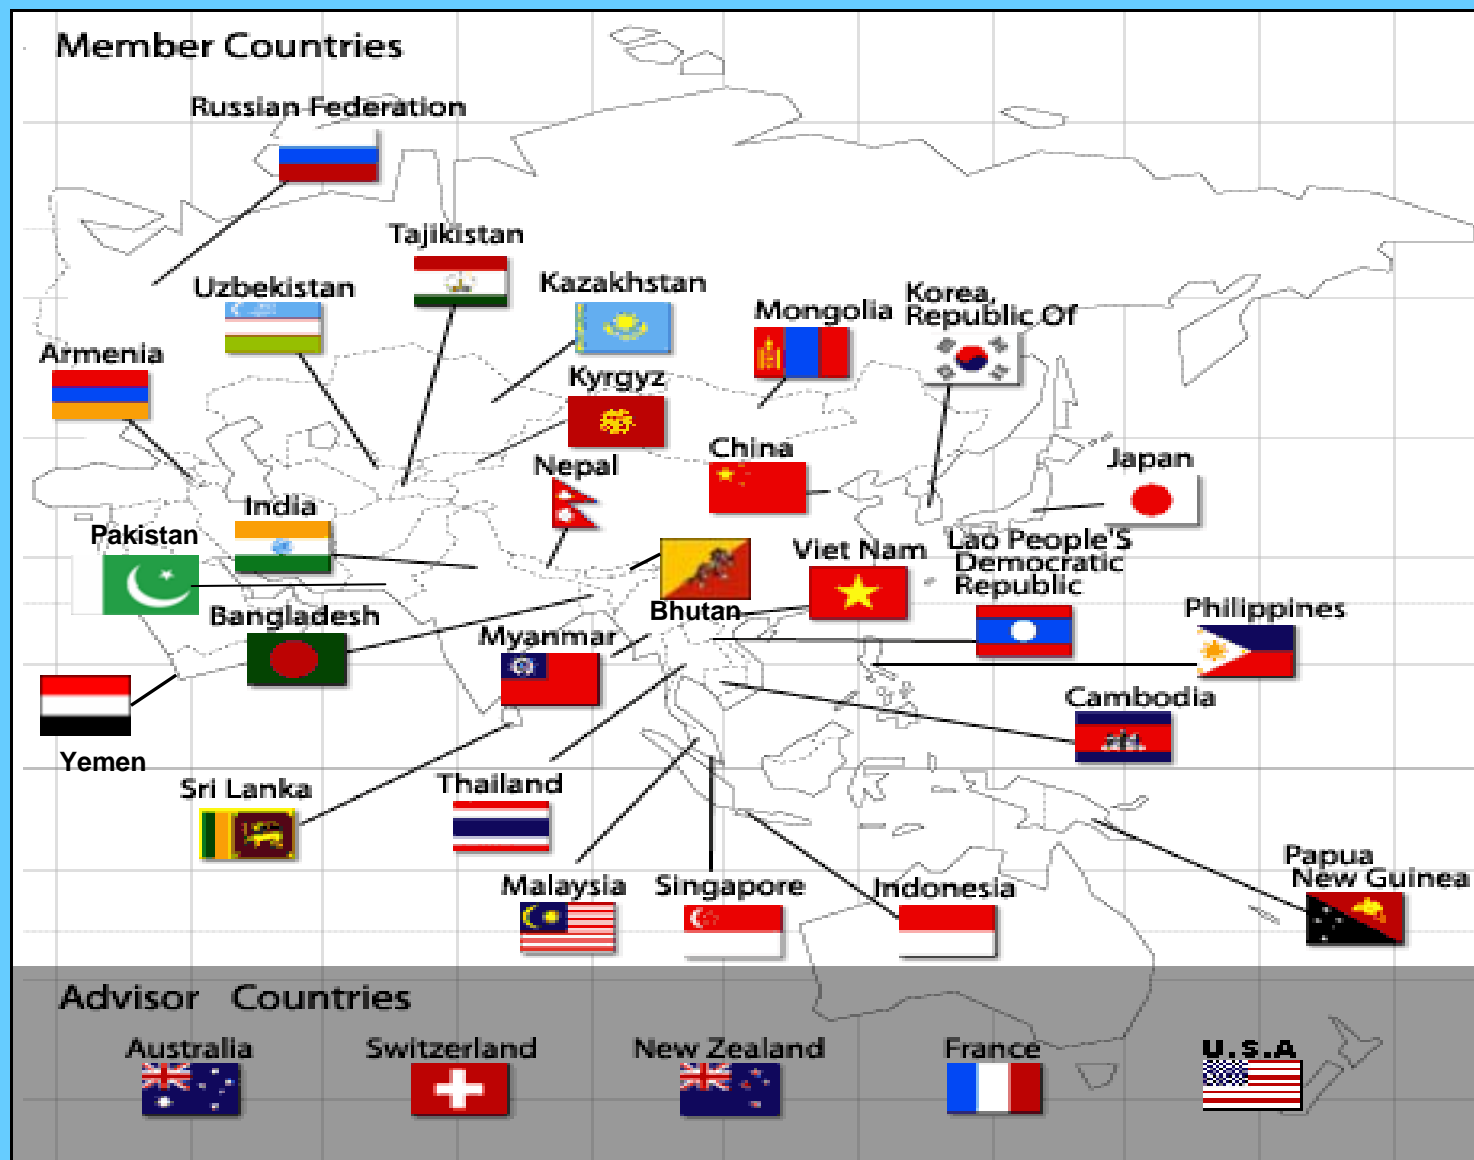 Member Countries
Russian Federation
Tajikistan
Uzbekistan
Kazakhstan
Mongolia
Korea,
Republic Of
Armenia
Kyrgyz
China
Nepal
Japan
India
Pakistan
Viet Nam
Lao People'S
Democratic
Republic
Bangladesh
Bhutan
Philippines
Myanmar
Cambodia
Yemen
Sri Lanka
Thailand
Malaysia
Singapore
Indonesia
Papua
New Guinea
Advisor Countries
Australia
Switzerland
New Zealand
France
U.S.A